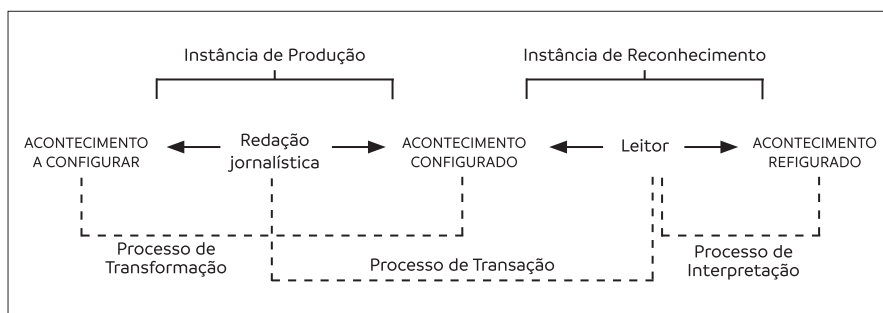 Instância de Produção
Instância de Reconhecimento
ACONTECIMENTO
A CONFIGURAR
Redação
jornalística
ACONTECIMENTO
CONFIGURADO
Leitor
ACONTECIMENTO
REFIGURADO
Processo de
Transformação
Processo de Transação
Processo de
Interpretação